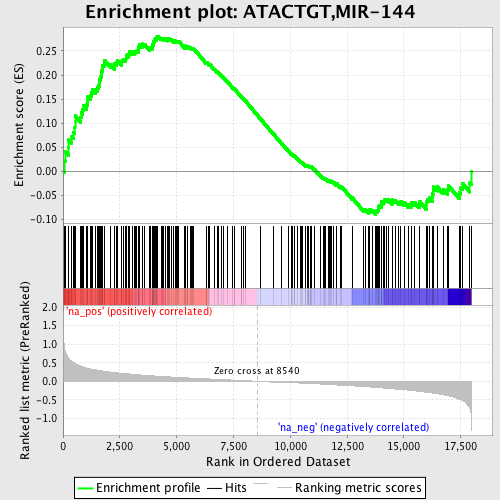 Enrichment plot: ATACTGT,MIR-144
Enrichment score (ES)
0.25
0.20
0.15
0.10
0.05
0.00
-0.05
-0.10
'na_pos' (positively correlated)
Ranked list metric (PreRanked)
2.0
1.5
1.0
0.5
0.0
-0.5
-1.0
Zero cross at 8540
'na_neg' (negatively correlated)
0
2,500
5,000
7,500
10,000
12,500
15,000
17,500
Rank in Ordered Dataset
Enrichment profile
Hits
Ranking metric scores